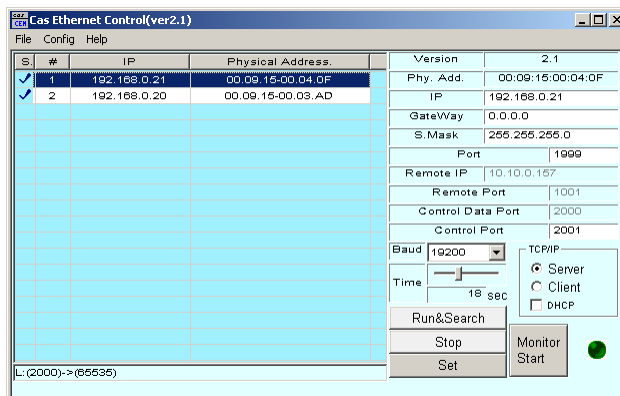 cas CEM Cas Ethernet Control(ver2.1)
File Config Help
S. # IP Physical Address.
1 192.168.0.21 00.09.15-00.04.0F
2 192.168.0.20 00.09.15-00.03.AD
L:(2000)->(65535)
Version 2.1
Phy. Add. 00:09:15:00:04:0F
IP 192.168.0.21
GateWay 0.0.0.0
S.Mask 255.255.255.0
Port 1999
Remote IP 10.10.0.157
Remote Port 1001
Control Data Port 2000
Control Port 2001
Baud 19200
Time 18 sec
TCP/IP
Server
Client
DHCP
Run&Search
Stop
Set
Monitor
Start